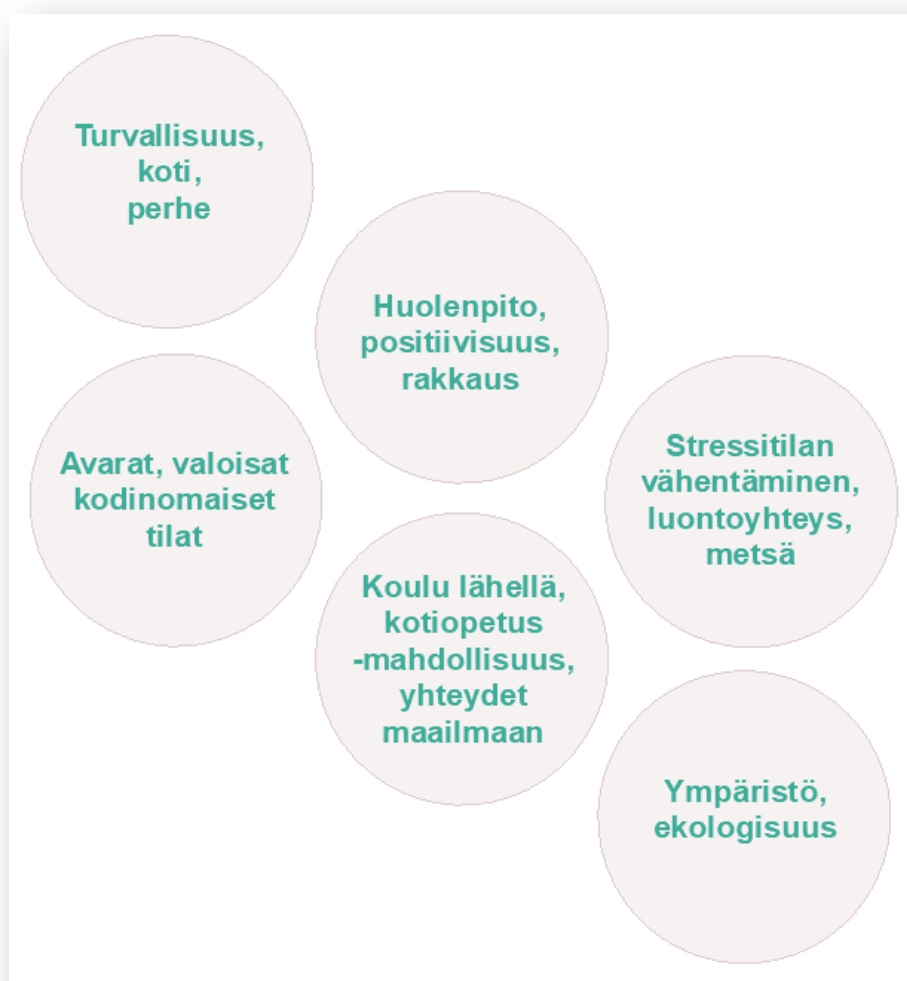 Turvallisuus,
koti,
perhe
Huolenpito,
positiivisuus,
rakkaus
Avarat, valoisat
kodinomaiset
tilat
Stressitilan
vähentäminen,
luontoyhteys,
metsä
Koulu lähellä,
kotiopetus
-mahdollisuus,
yhteydet
maailmaan
Ympäristö,
ekologisuus